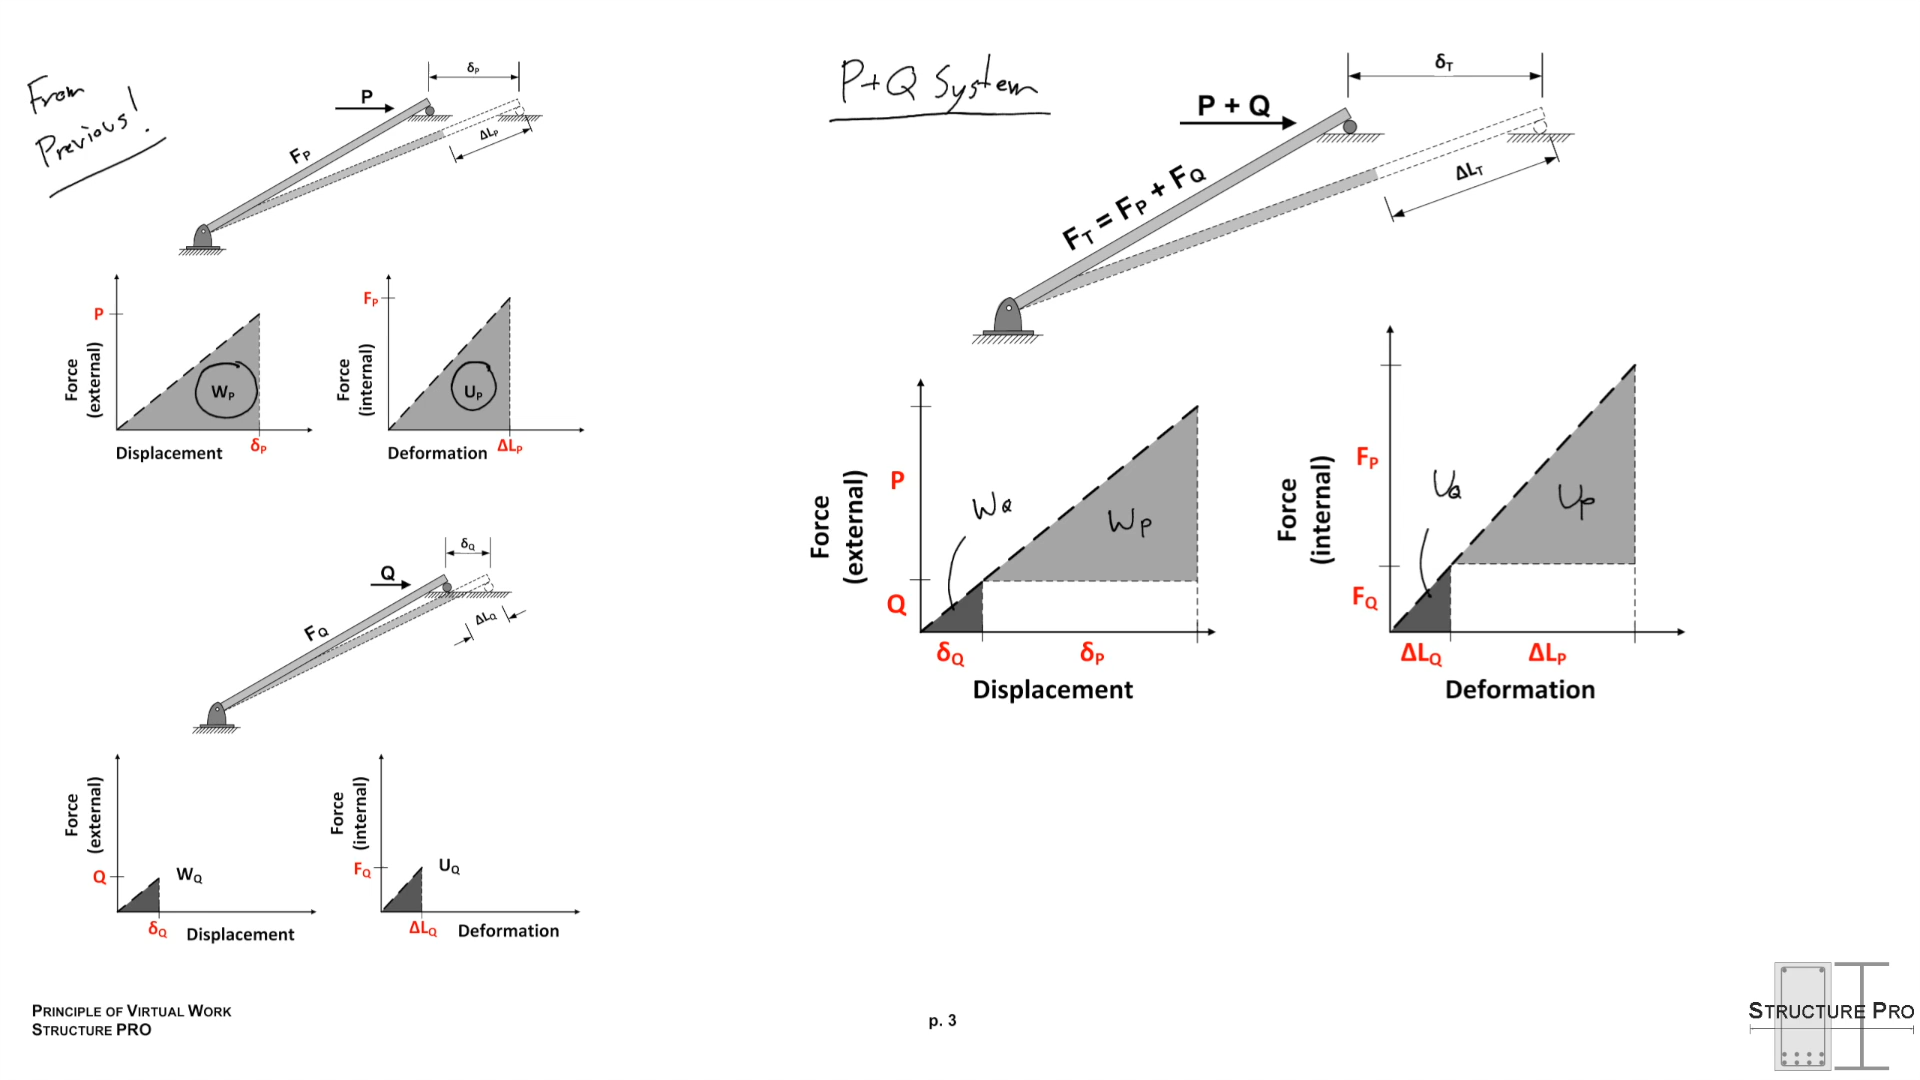 From
Previous!
δP
P
ΔLP
FP
P
Force
(external)
WP
Displacement
δP
FP
Force
(internal)
UP
Deformation
ΔLP
δQ
Q
ΔLQ
FQ
Force
(external)
Q
WQ
δQ
Displacement
Force
(internal)
FQ
UQ
ΔLQ
Deformation
P+Q System
δT
P + Q
ΔLT
FT = FP + FQ
Force
(external)
P
Q
WQ
WP
δQ
δP
Displacement
Force
(internal)
FP
FQ
UQ
UP
ΔLQ
ΔLP
Deformation
PRINCIPLE OF VIRTUAL WORK
STRUCTURE PRO
p. 3
STRUCTURE PRO